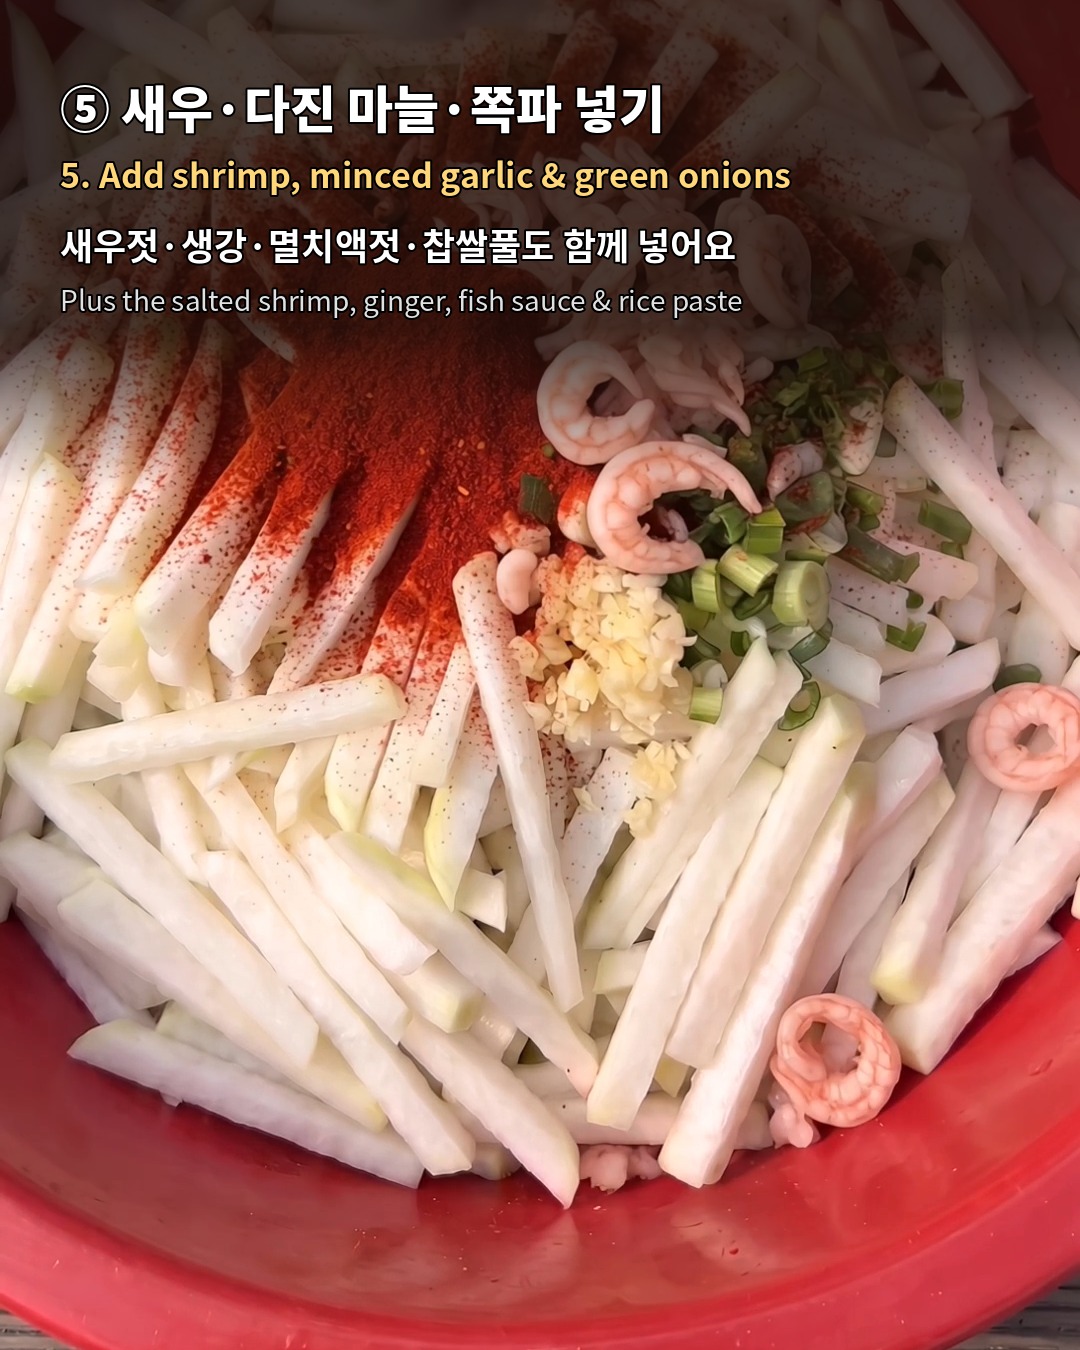 ⑤ 새우·다진 마늘·쪽파 넣기
5. Add shrimp, minced garlic & green onions
새우젓·생강·멸치액젓·찹쌀풀도 함께 넣어요
Plus the salted shrimp, ginger, fish sauce & rice paste